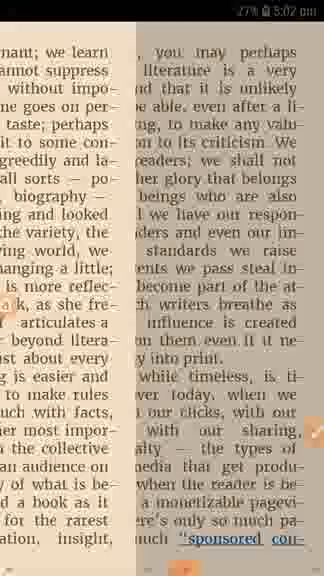 27% 3:02 pm
nant; we learn
annot suppress
without impo-
ne goes on per-
taste; perhaps
it to some con-
greedily and la-
all sorts — po-
, biography —
ing and looked
the variety, the
ving world, we
hanging a little;
is more reflec-
k, as she fre-
articulates a
beyond litera-
ust about every
g is easier and
to make rules
uch with facts,
her most impor-
n the collective
an audience on
y of what is be-
d a book as it
for the rarest
ation, insight,
, you may perhaps
literature is a very
nd that it is unlikely
be able, even after a li-
ng, to make any valu
on to its criticism. We
readers; we shall not
her glory that belongs
beings who are also
l we have our respon-
ders and even our im-
standards we raise
ents we pass steal in-
become part of the at-
ch writers breathe as
influence is created
on them even if it ne-
y into print.
while timeless, is ti-
ver today, when we
our clicks, with our
with our sharing,
alty — the types of
media that get produ-
when the reader is be-
a monetizable pagevi-
ere's only so much pa-
much "sponsored con-